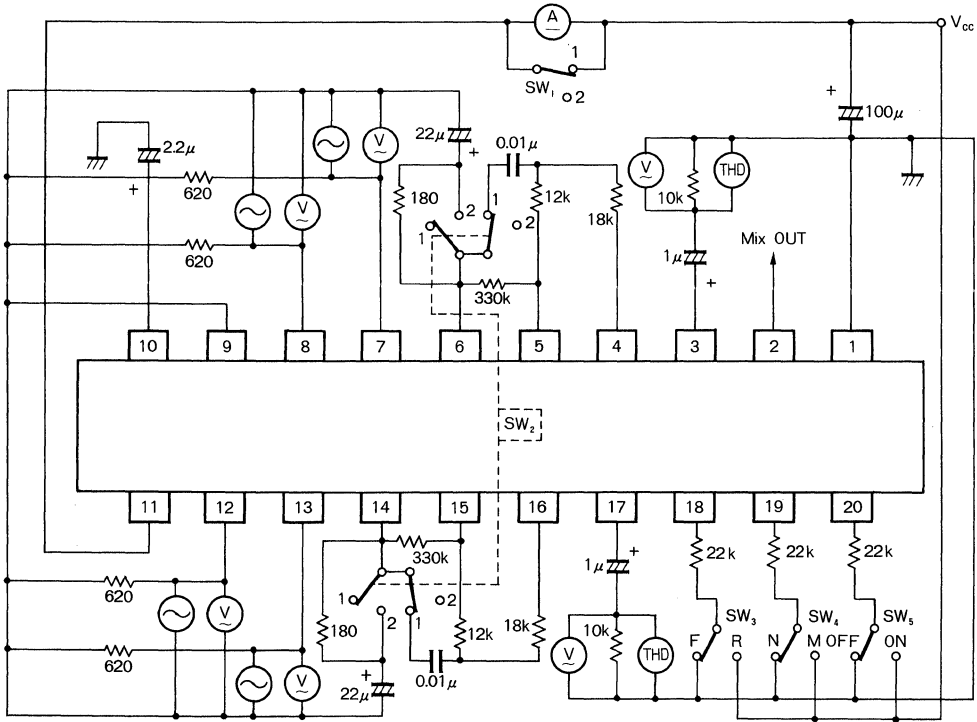 A
Vcc
1
SW1
2
+
100μ
22μ
+
0.01μ
2.2μ
+
V
V
V
10k
THD
620
180
2
1
1
2
12k
18k
1μ
+
Mix OUT
620
330k
10
9
8
7
6
5
4
3
2
1
SW2
11
12
13
14
15
16
17
18
19
20
330k
1μ
+
22k
22k
22k
620
1
2
1
2
V
180
12k
18k
SW3
SW4
SW5
10k
F
R
N
M
OFF
ON
620
V
THD
0.01μ
V
+
22μ